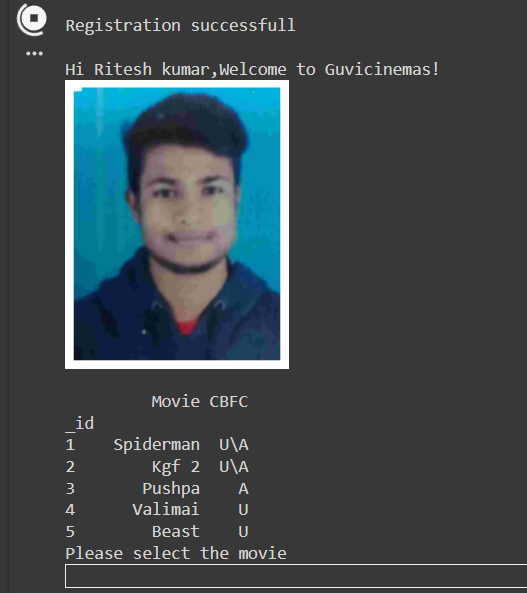 Registration successfull
Hi Ritesh kumar,Welcome to Guvicinemas!
Movie CBFC
_id
1 Spiderman U\A
2 Kgf 2 U\A
3 Pushpa A
4 Valimai U
5 Beast U
Please select the movie